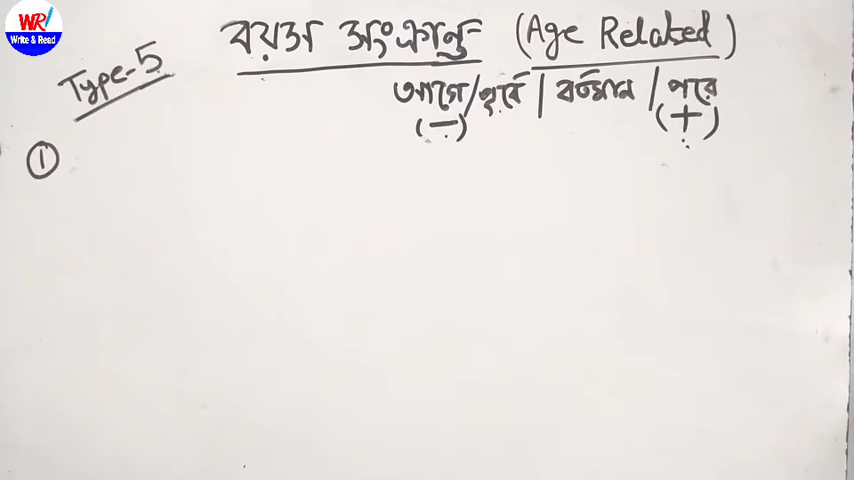 WR
Write & Read
বয়স সংক্রান্ত (Age Related)
Type-5
আগে/পূর্বে | বর্তমান | পরে
(-) (+)
①